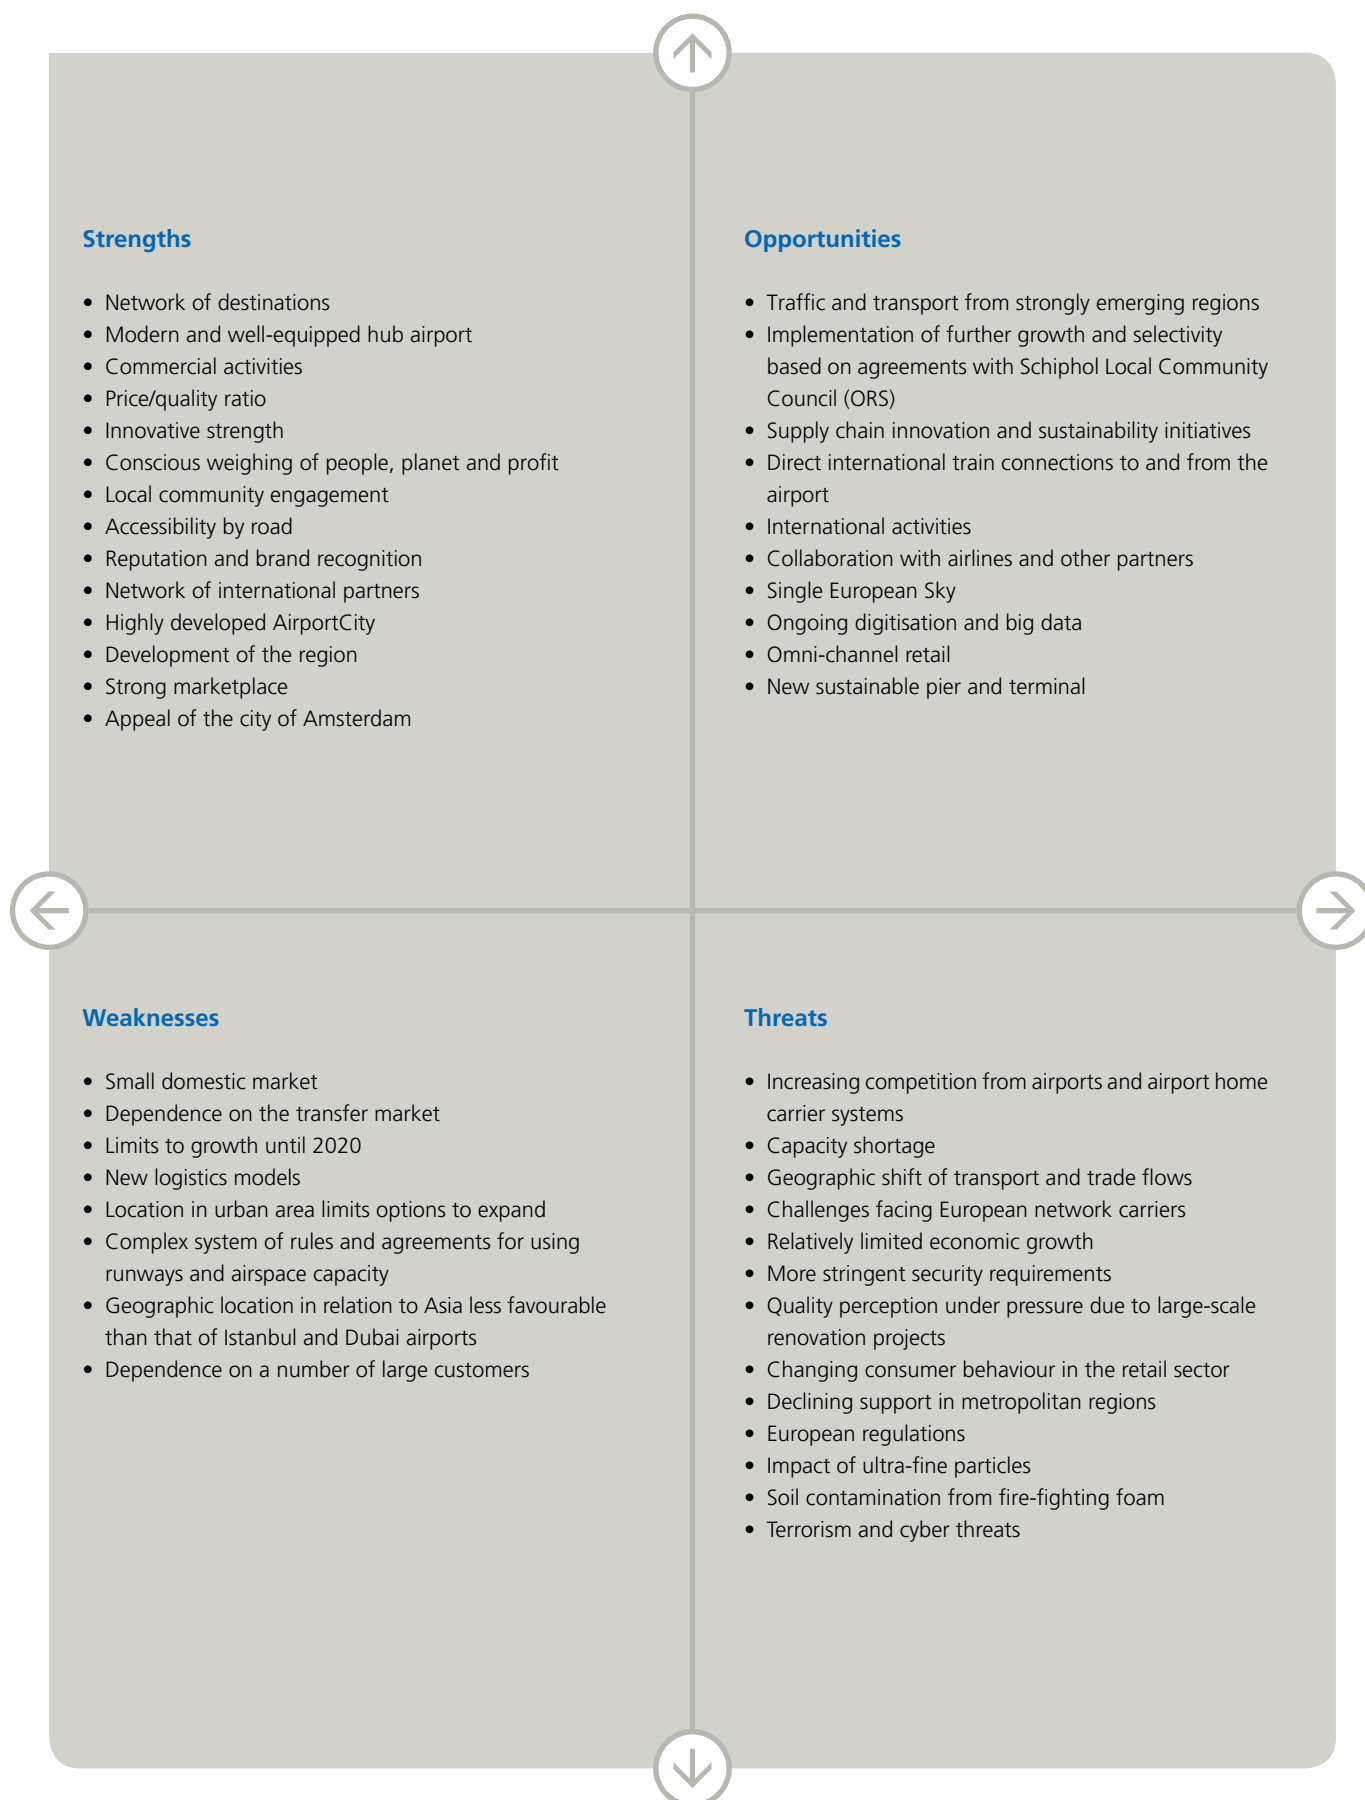 Strengths
• Network of destinations
• Modern and well-equipped hub airport
• Commercial activities
• Price/quality ratio
• Innovative strength
• Conscious weighing of people, planet and profit
• Local community engagement
• Accessibility by road
• Reputation and brand recognition
• Network of international partners
• Highly developed AirportCity
• Development of the region
• Strong marketplace
• Appeal of the city of Amsterdam
Opportunities
• Traffic and transport from strongly emerging regions
• Implementation of further growth and selectivity
based on agreements with Schiphol Local Community
Council (ORS)
• Supply chain innovation and sustainability initiatives
• Direct international train connections to and from the
airport
• International activities
• Collaboration with airlines and other partners
• Single European Sky
• Ongoing digitisation and big data
• Omni-channel retail
• New sustainable pier and terminal
Weaknesses
• Small domestic market
• Dependence on the transfer market
• Limits to growth until 2020
• New logistics models
• Location in urban area limits options to expand
• Complex system of rules and agreements for using
runways and airspace capacity
• Geographic location in relation to Asia less favourable
than that of Istanbul and Dubai airports
• Dependence on a number of large customers
Threats
• Increasing competition from airports and airport home
carrier systems
• Capacity shortage
• Geographic shift of transport and trade flows
• Challenges facing European network carriers
• Relatively limited economic growth
• More stringent security requirements
• Quality perception under pressure due to large-scale
renovation projects
• Changing consumer behaviour in the retail sector
• Declining support in metropolitan regions
• European regulations
• Impact of ultra-fine particles
• Soil contamination from fire-fighting foam
• Terrorism and cyber threats